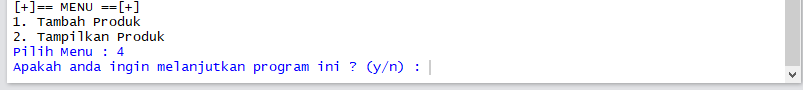 [+]== MENU ==[+]
1. Tambah Produk
2. Tampilkan Produk
Pilih Menu : 4
Apakah anda ingin melanjutkan program ini ? (y/n) :